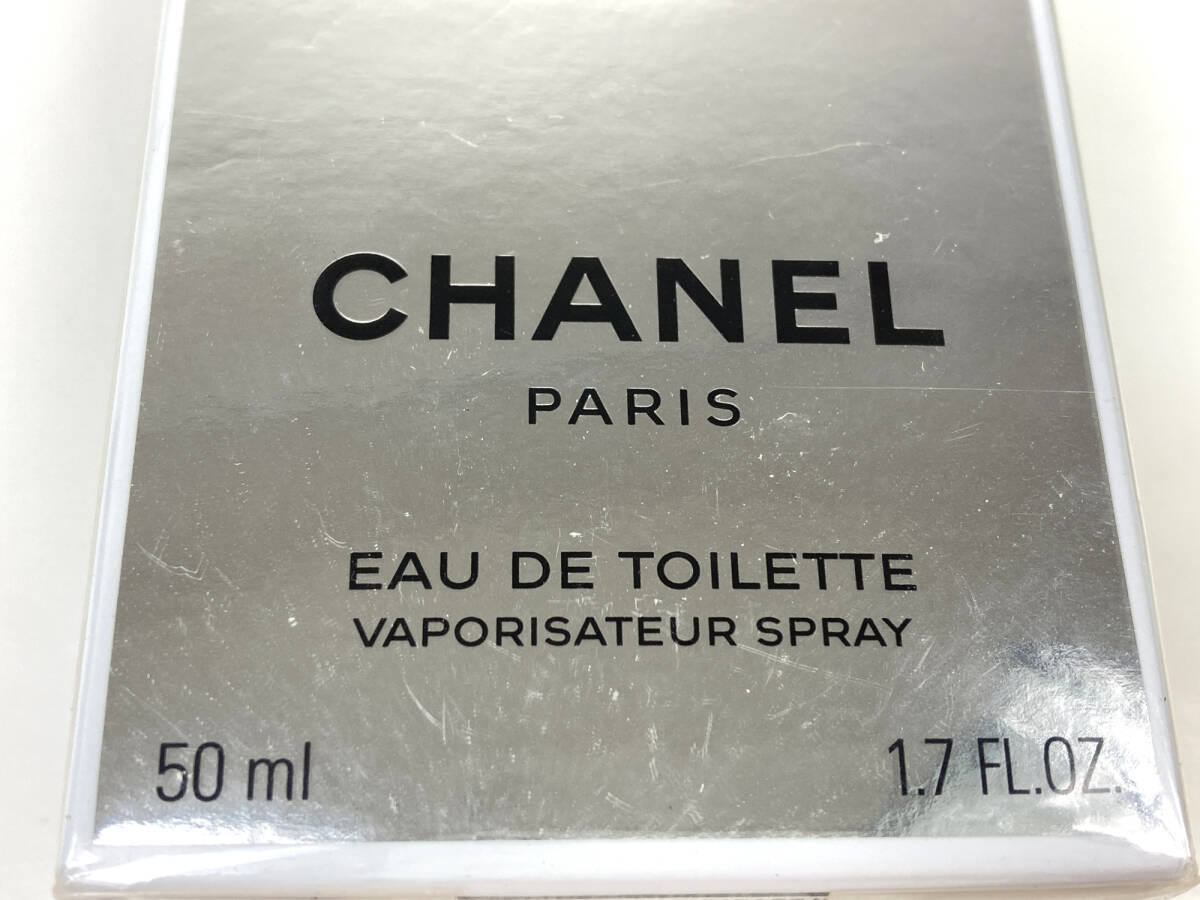 CHANEL
PARIS
EAU DE TOILETTE
VAPORISATEUR SPRAY
50 ml 1.7 FL.OZ.